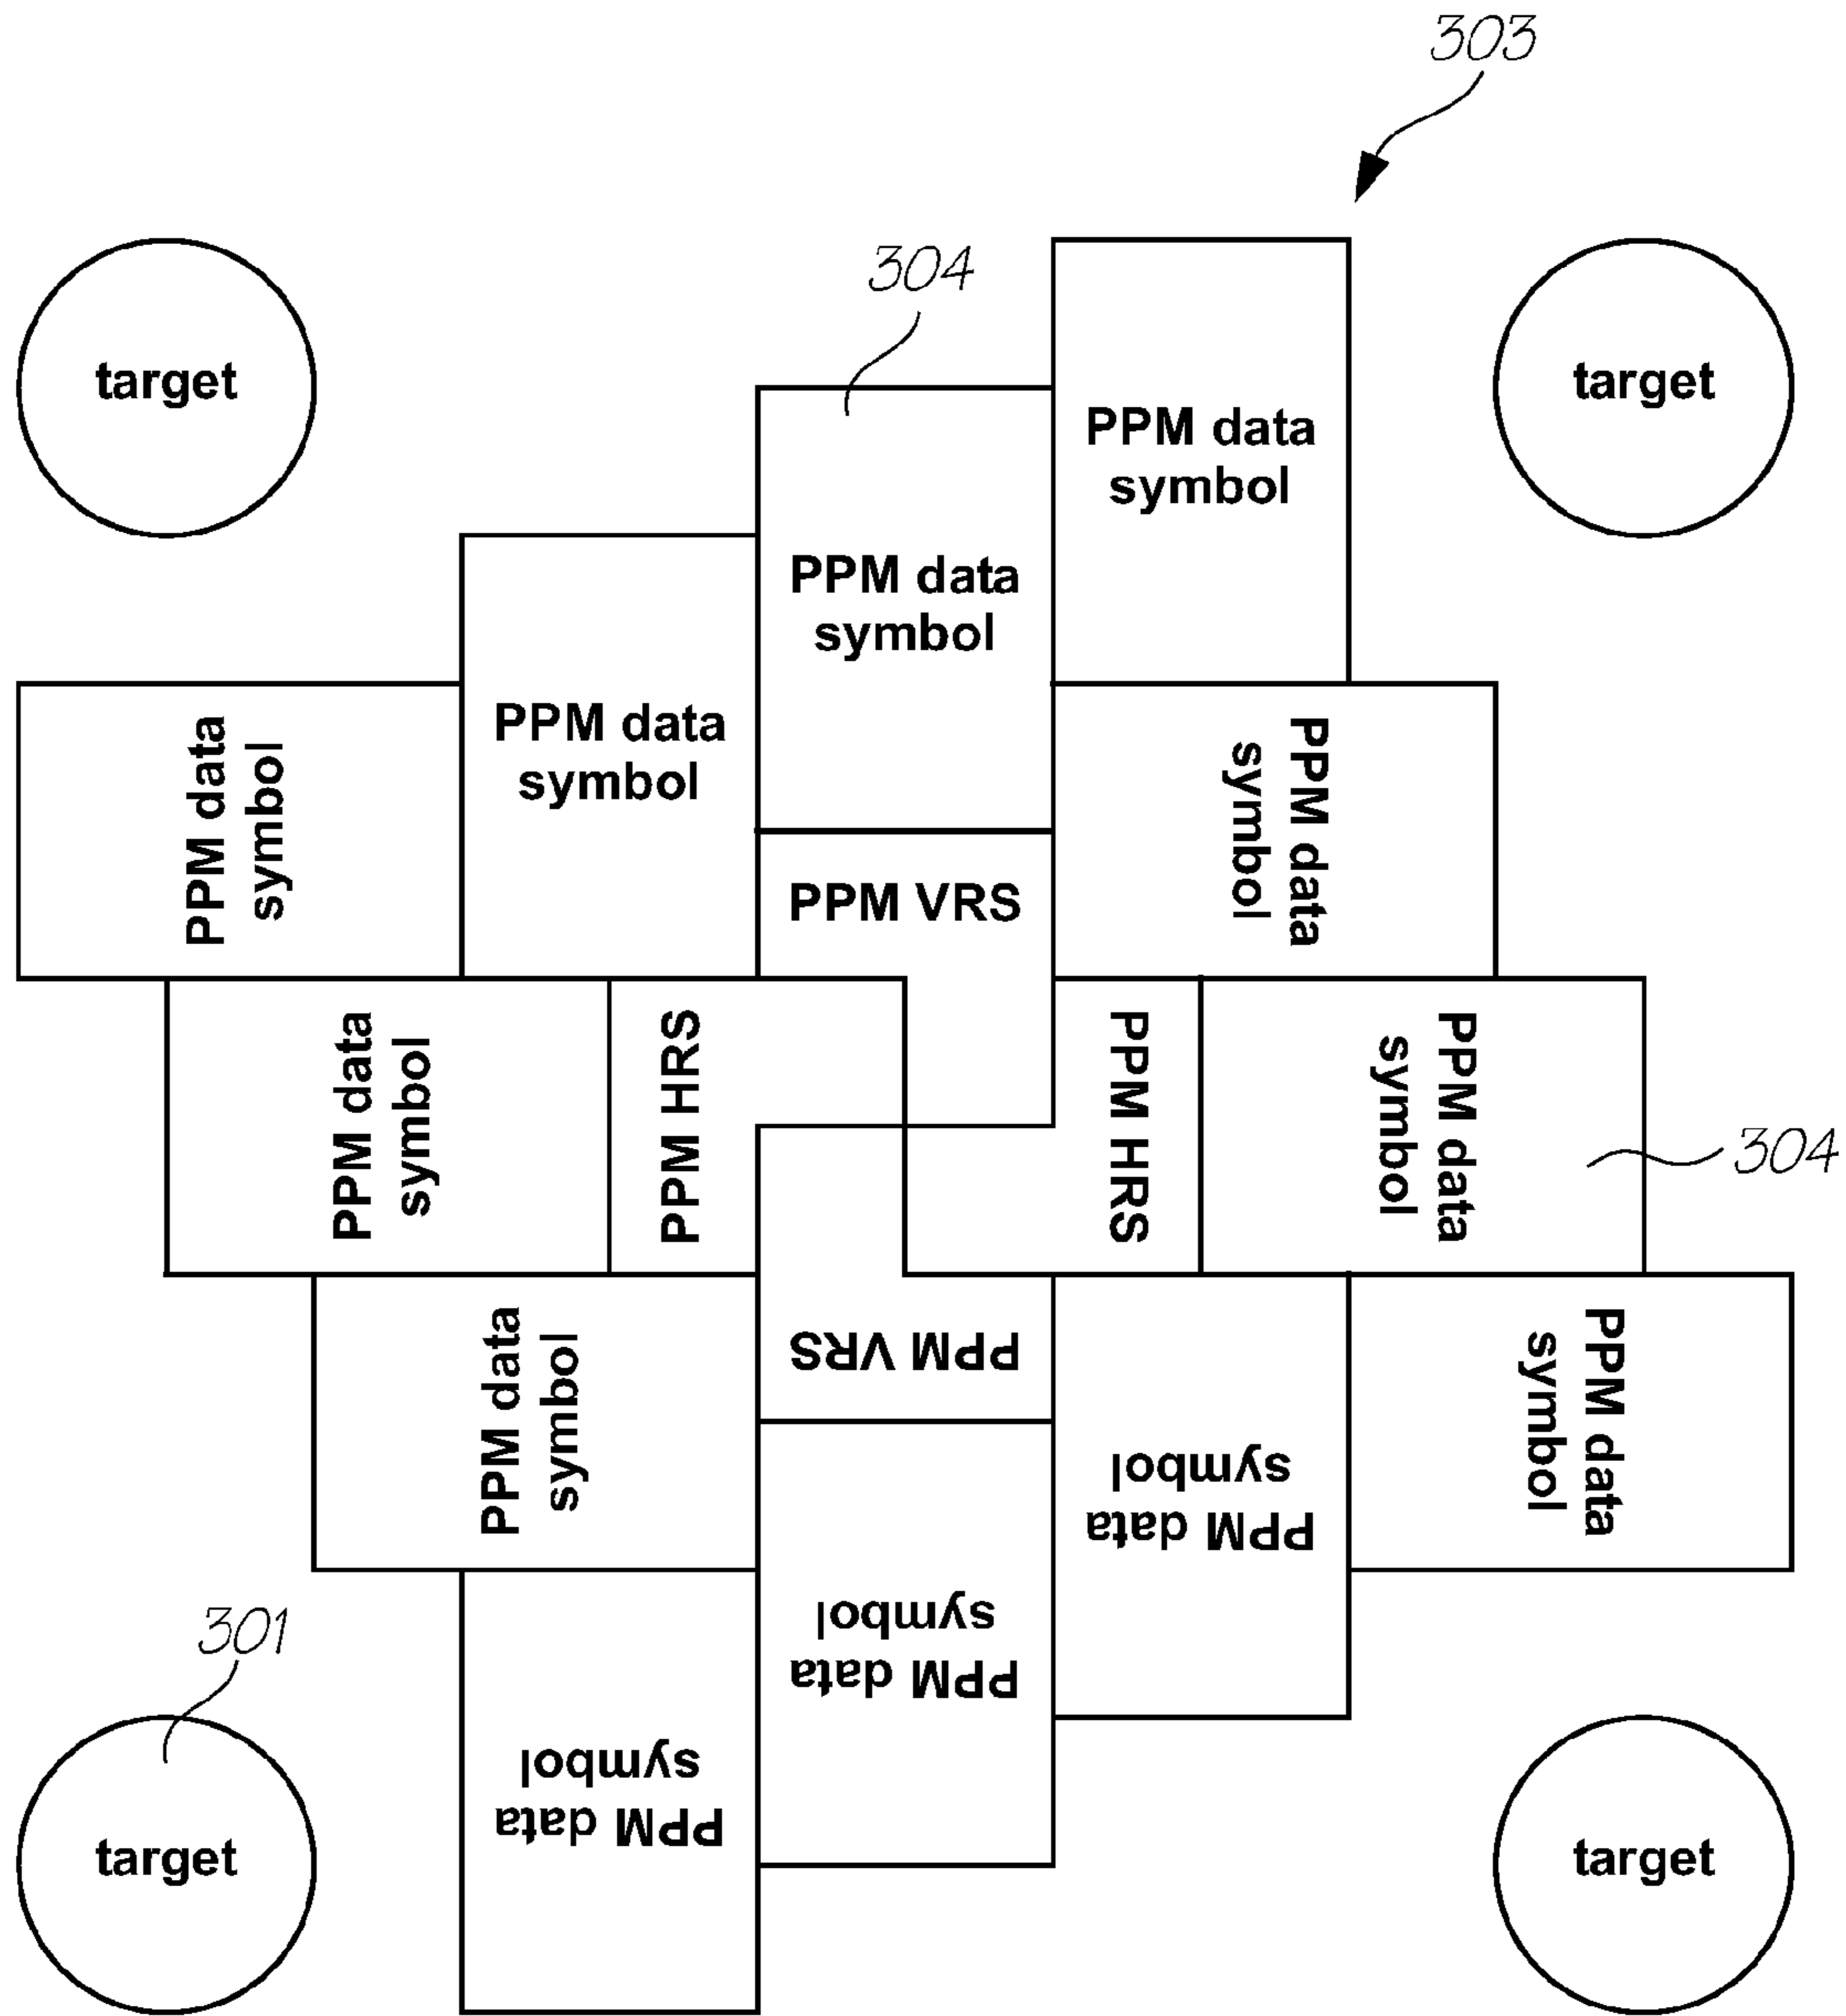 303
304
target
target
PPM data
symbol
PPM data
symbol
PPM data
symbol
PPM data
symbol
PPM data
symbol
PPM VRS
PPM data
symbol
PPM HRS
PPM HRS
PPM data
symbol
304
PPM data
symbol
PPM VRS
PPM data
symbol
PPM data
symbol
PPM data
symbol
PPM data
symbol
301
target
target